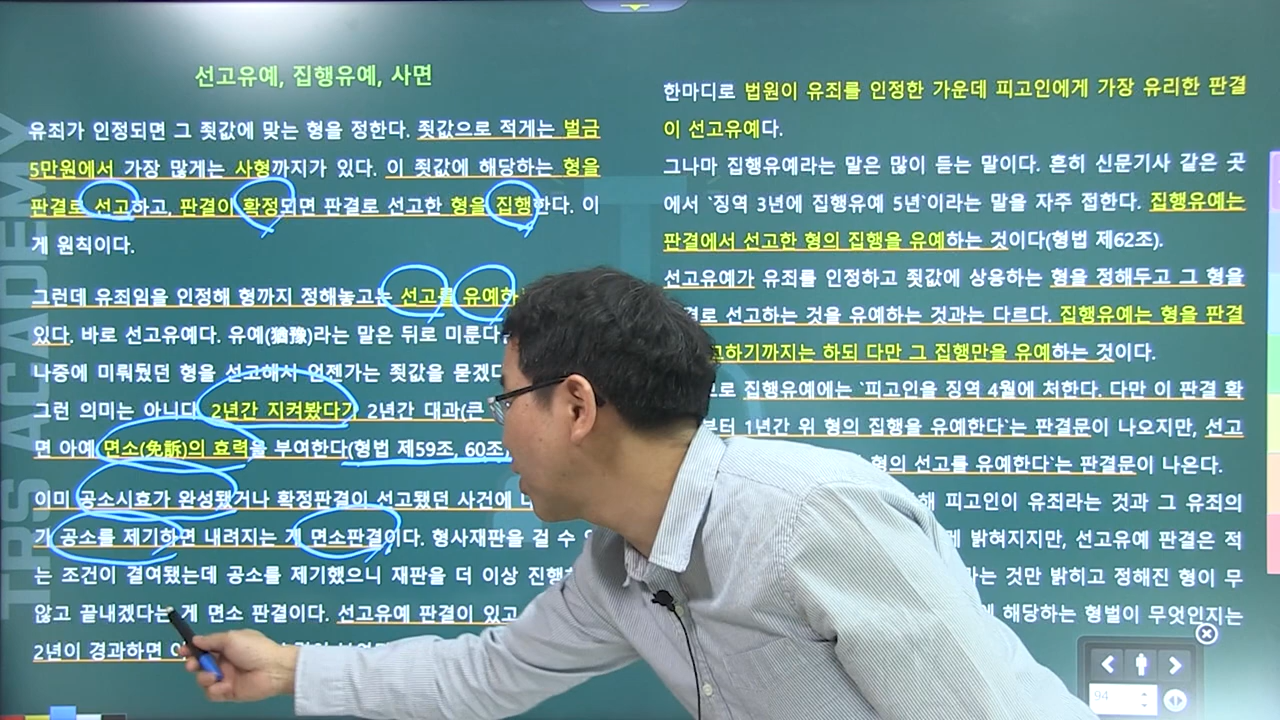 선고유예, 집행유예, 사면
유죄가 인정되면 그 죗값에 맞는 형을 정한다. 죗값으로 적게는 벌금
5만원에서 가장 많게는 사형까지가 있다. 이 죗값에 해당하는 형을
판결로 선고하고, 판결이 확정되면 판결로 선고한 형을 집행한다. 이
게 원칙이다.
그런데 유죄임을 인정해 형까지 정해놓고는 선고를 유예하
있다. 바로 선고유예다. 유예(猶豫)라는 말은 뒤로 미룬다
나중에 미뤄뒀던 형을 선고해서 언젠가는 죗값을 묻겠다
그런 의미는 아니다. 2년간 지켜봤다가 2년간 대과(큰
면 아예 면소(免訴)의 효력을 부여한다(형법 제59조, 60조)
이미 공소시효가 완성됐거나 확정판결이 선고됐던 사건에
가 공소를 제기하면 내려지는 게 면소판결이다. 형사재판을 걸 수
는 조건이 결여됐는데 공소를 제기했으니 재판을 더 이상
않고 끝내겠다는 게 면소 판결이다. 선고유예 판결이 있고
2년이 경과하면
한마디로 법원이 유죄를 인정한 가운데 피고인에게 가장 유리한 판결
이 선고유예다.
그나마 집행유예라는 말은 많이 듣는 말이다. 흔히 신문기사 같은 곳
에서 `징역 3년에 집행유예 5년`이라는 말을 자주 접한다. 집행유예는
판결에서 선고한 형의 집행을 유예하는 것이다(형법 제62조).
선고유예가 유죄를 인정하고 죗값에 상응하는 형을 정해두고 그 형을
로 선고하는 것을 유예하는 것과는 다르다. 집행유예는 형을 판결
고하기까지는 하되 다만 그 집행만을 유예하는 것이다.
로 집행유예에는 `피고인을 징역 4월에 처한다. 다만 이 판결 확
부터 1년간 위 형의 집행을 유예한다`는 판결문이 나오지만, 선고
형의 선고를 유예한다`는 판결문이 나온다.
피고인이 유죄라는 것과 그 유죄의
밝혀지지만, 선고유예 판결은 적
라는 것만 밝히고 정해진 형이 무
해당하는 형벌이 무엇인지는
94
TPS ACADEMY